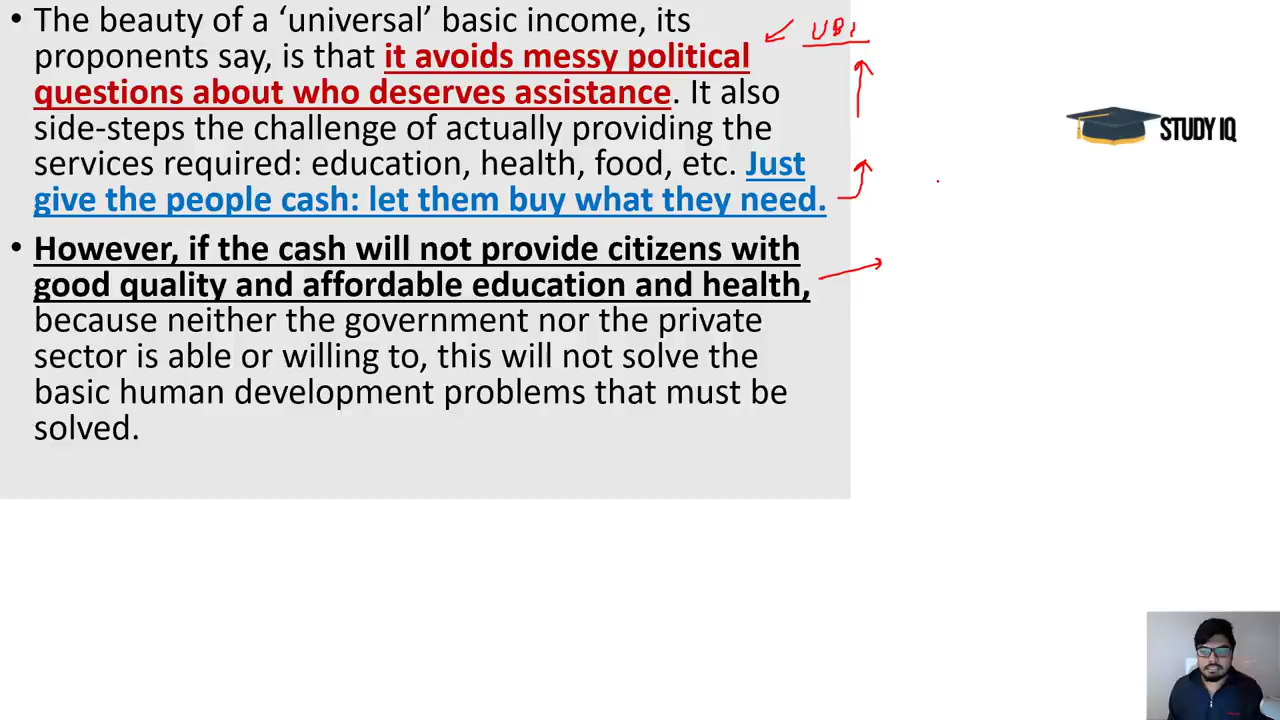 • The beauty of a ‘universal’ basic income, its
proponents say, is that it avoids messy political
questions about who deserves assistance. It also
side-steps the challenge of actually providing the
services required: education, health, food, etc. Just
give the people cash: let them buy what they need.
• However, if the cash will not provide citizens with
good quality and affordable education and health,
because neither the government nor the private
sector is able or willing to, this will not solve the
basic human development problems that must be
solved.
UBI
STUDY IQ